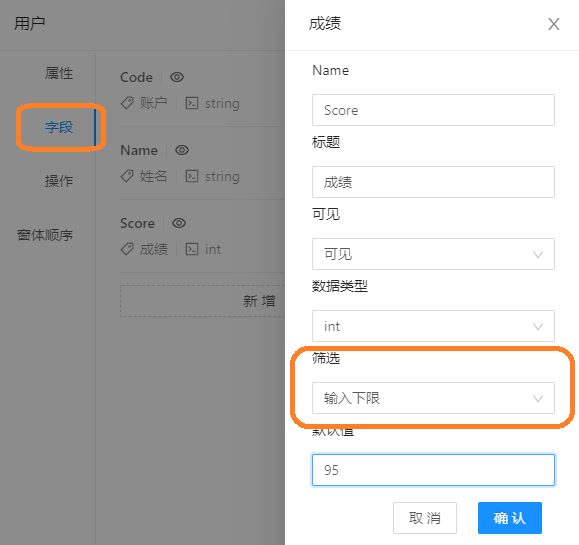 用户
属性
字段
操作
窗体顺序
Code
账户 string
Name
姓名 string
Score
成绩 int
新 增
成绩
Name
Score
标题
成绩
可见
可见
数据类型
int
筛选
输入下限
默认值
95
取 消
确 认